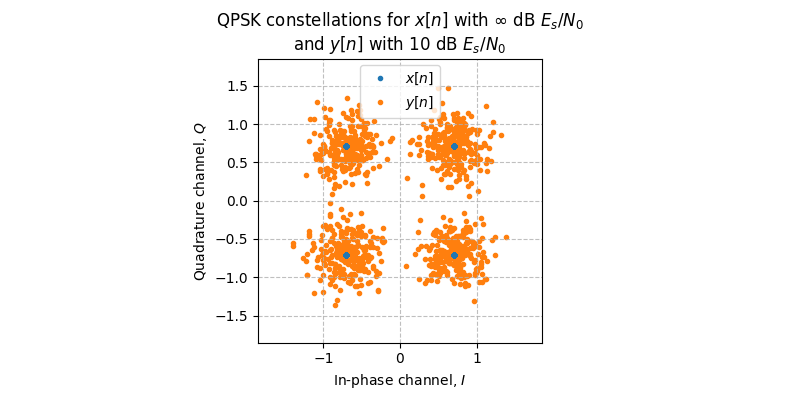 QPSK constellations for x[n] with ∞ dB Eₛ/N₀
and y[n] with 10 dB Eₛ/N₀
x[n]
y[n]
Quadrature channel, Q
1.5
1.0
0.5
0.0
−0.5
−1.0
−1.5
−1 0 1
In-phase channel, I